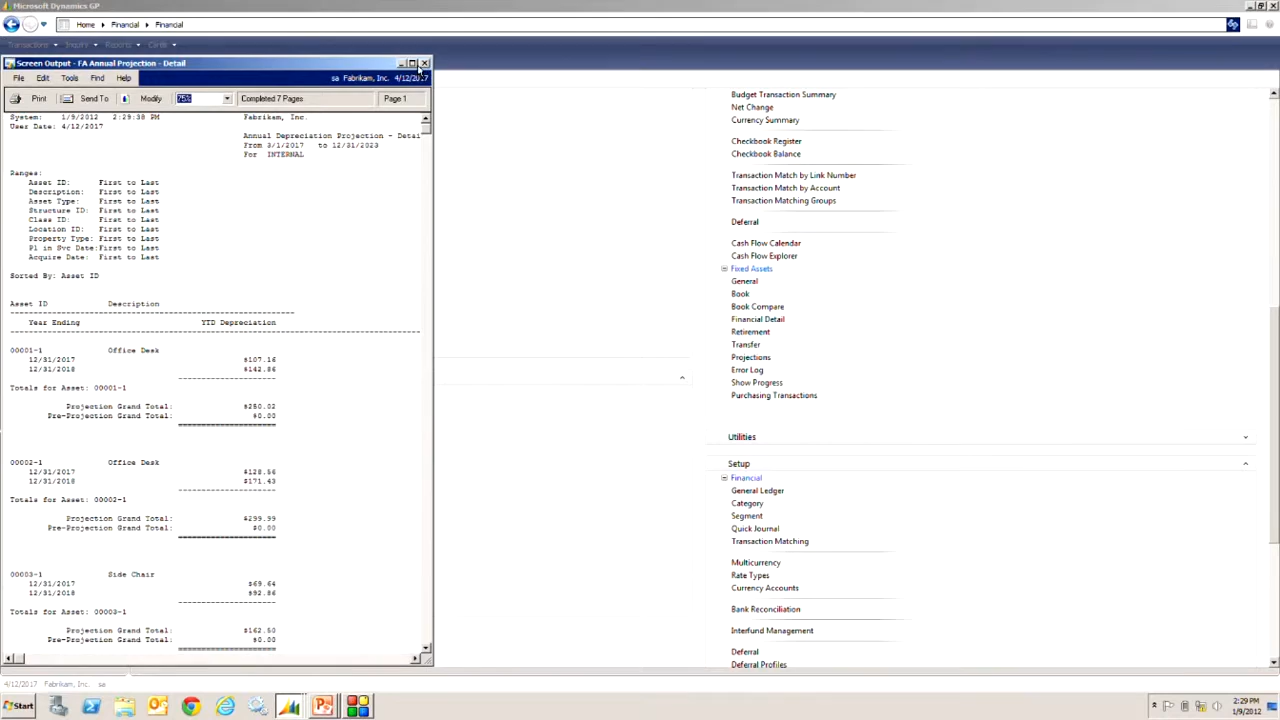 Microsoft Dynamics GP
Home
Financial
Financial
Transactions
Inquiry
Reports
Cards
Screen Output - FA Annual Projection - Detail
File Edit Tools Find Help
sa Fabrikam, Inc. 4/12/2017
Print Send To Modify 75% Completed 7 Pages Page 1
System: 1/9/2012 2:29:38 PM Fabrikam, Inc.
User Date: 4/12/2017
Annual Depreciation Projection - Detai
From 3/1/2017 to 12/31/2023
For INTERNAL
Ranges:
Asset ID: First to Last
Description: First to Last
Asset Type: First to Last
Structure ID: First to Last
Class ID: First to Last
Location ID: First to Last
Property Type: First to Last
Pl in Svc Date: First to Last
Acquire Date: First to Last
Sorted By: Asset ID
Asset ID Description
Year Ending YTD Depreciation
00001-1 Office Desk
12/31/2017 $107.16
12/31/2018 $142.86
Totals for Asset: 00001-1
Projection Grand Total: $250.02
Pre-Projection Grand Total: $0.00
00002-1 Office Desk
12/31/2017 $128.56
12/31/2018 $171.43
Totals for Asset: 00002-1
Projection Grand Total: $299.99
Pre-Projection Grand Total: $0.00
00003-1 Side Chair
12/31/2017 $69.64
12/31/2018 $92.86
Totals for Asset: 00003-1
Projection Grand Total: $162.50
Pre-Projection Grand Total: $0.00
Budget Transaction Summary
Net Change
Currency Summary
Checkbook Register
Checkbook Balance
Transaction Match by Link Number
Transaction Match by Account
Transaction Matching Groups
Deferral
Cash Flow Calendar
Cash Flow Explorer
Fixed Assets
General
Book
Book Compare
Financial Detail
Retirement
Transfer
Projections
Error Log
Show Progress
Purchasing Transactions
Utilities
Setup
Financial
General Ledger
Category
Segment
Quick Journal
Transaction Matching
Multicurrency
Rate Types
Currency Accounts
Bank Reconciliation
Interfund Management
Deferral
Deferral Profiles
4/12/2017 Fabrikam, Inc. sa
Start
2:29 PM
1/9/2012